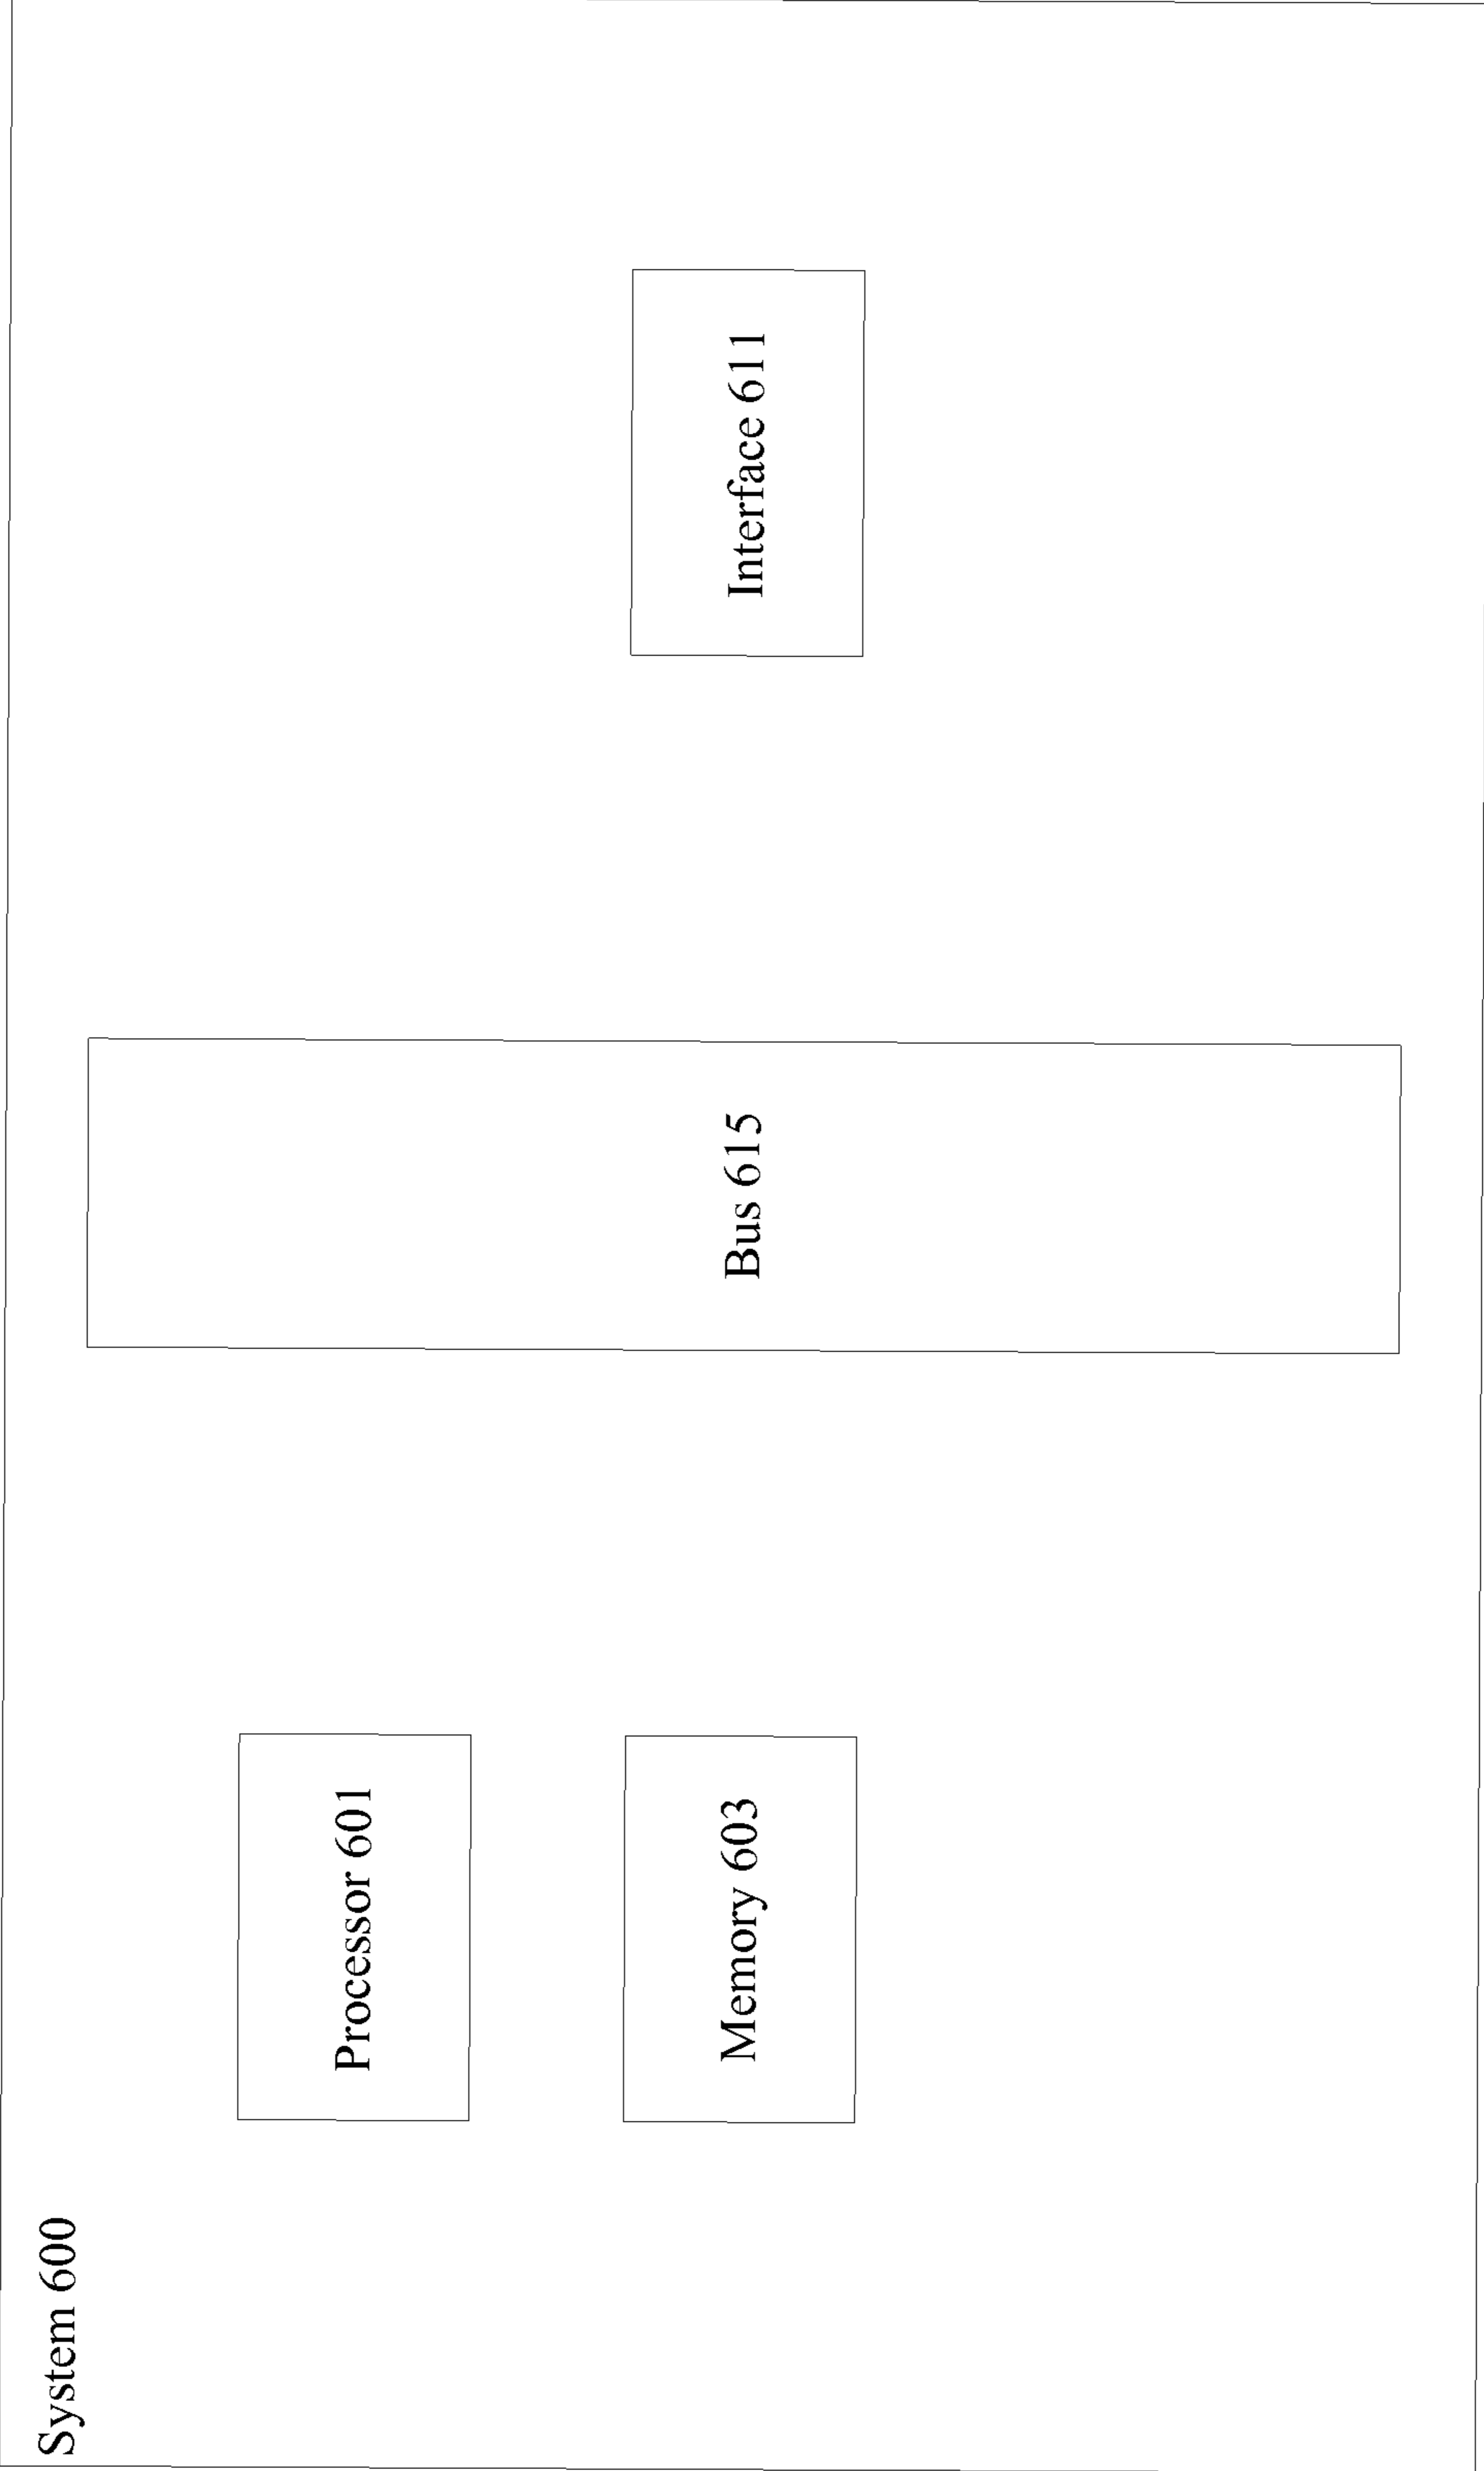 System 600
Processor 601
Memory 603
Bus 615
Interface 611